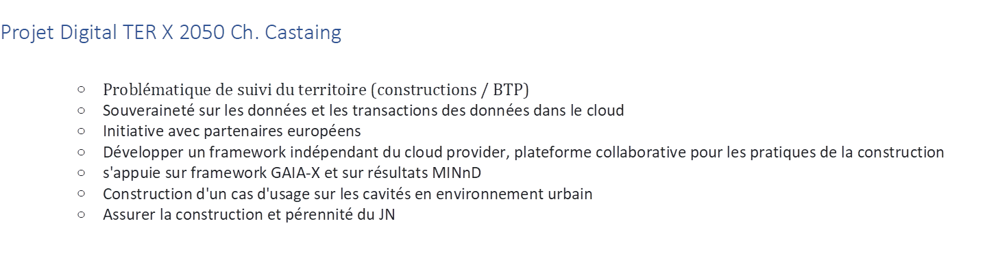 Projet Digital TER X 2050 Ch. Castaing
○ Problématique de suivi du territoire (constructions / BTP)
○ Souveraineté sur les données et les transactions des données dans le cloud
○ Initiative avec partenaires européens
○ Développer un framework indépendant du cloud provider, plateforme collaborative pour les pratiques de la construction
○ s'appuie sur framework GAIA-X et sur résultats MINnD
○ Construction d'un cas d'usage sur les cavités en environnement urbain
○ Assurer la construction et pérennité du JN